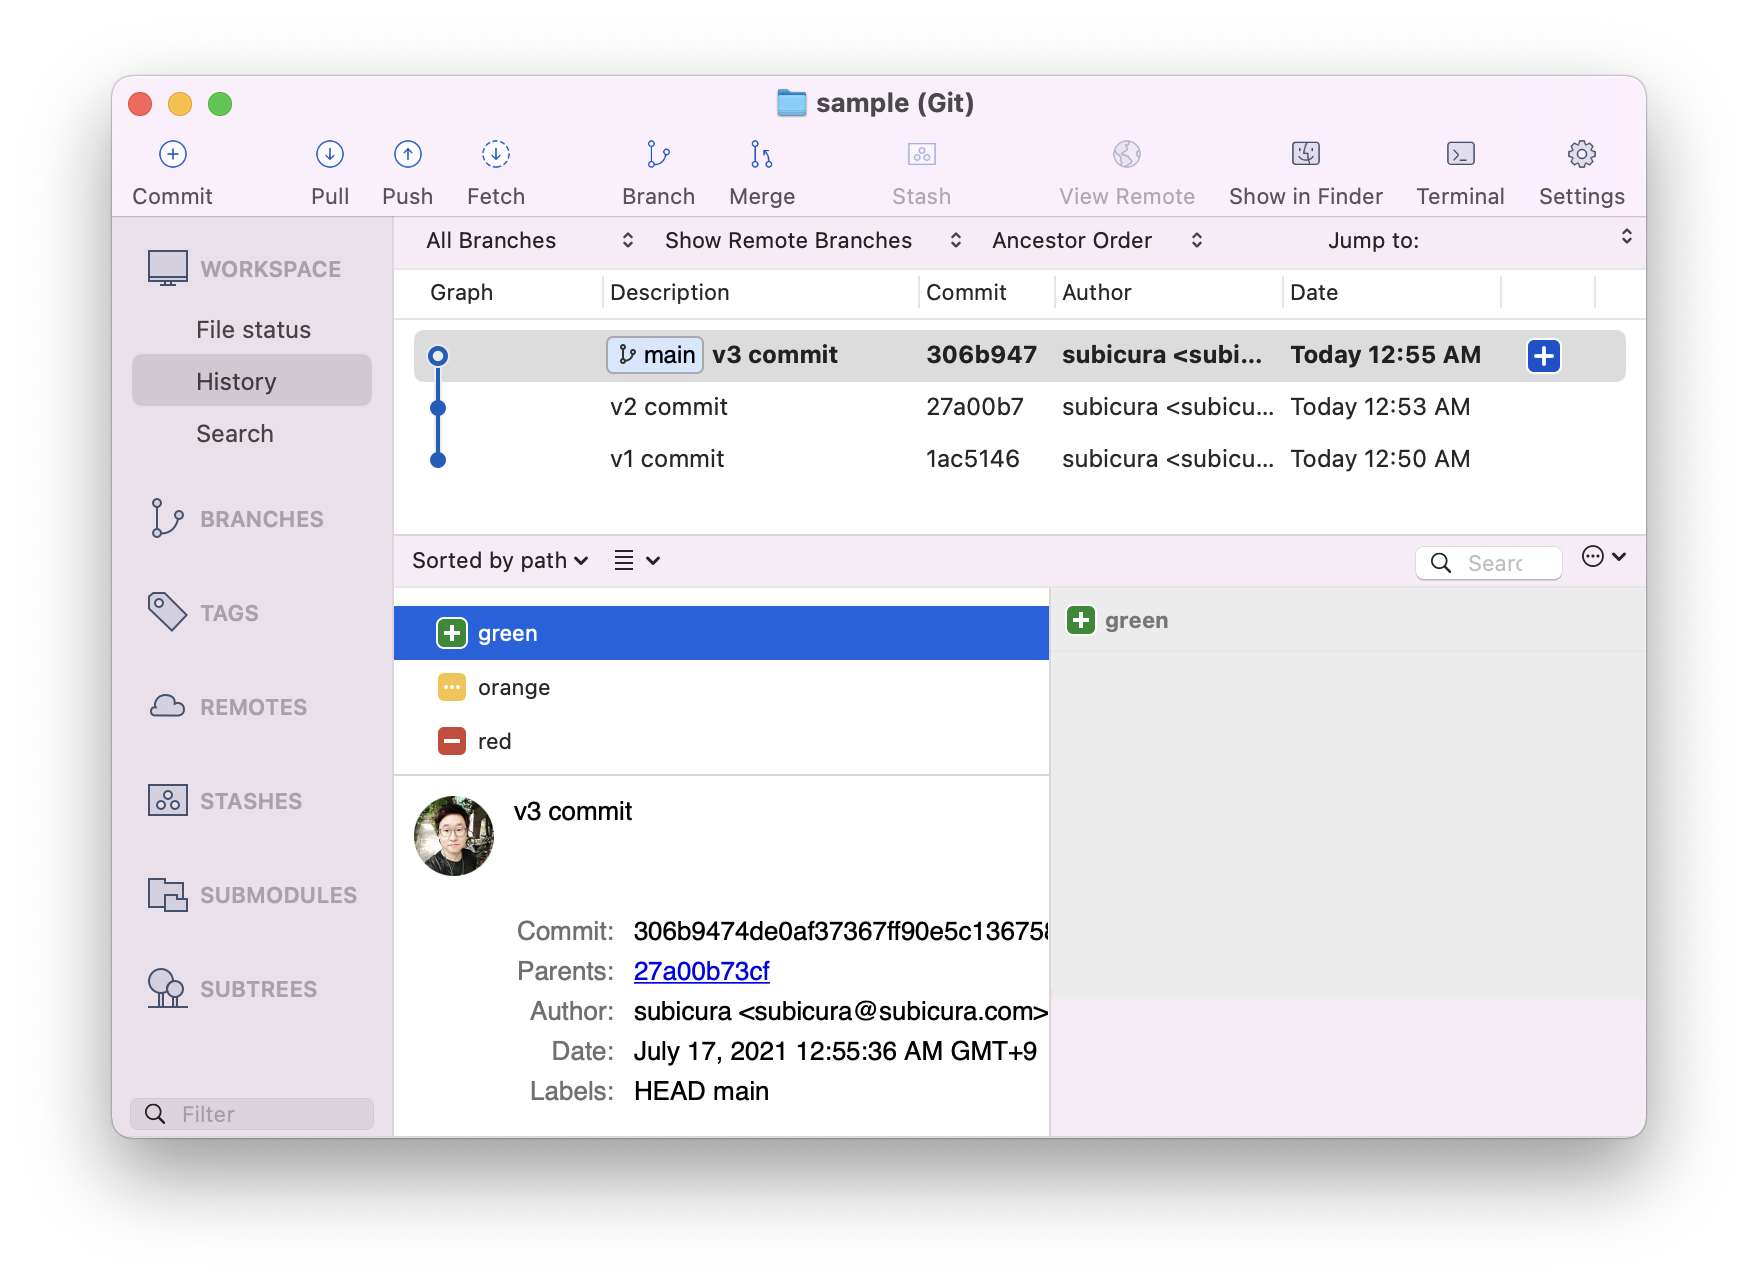 sample (Git)
Commit Pull Push Fetch Branch Merge Stash View Remote Show in Finder Terminal Settings
WORKSPACE
File status
History
Search
BRANCHES
TAGS
REMOTES
STASHES
SUBMODULES
SUBTREES
Filter
All Branches Show Remote Branches Ancestor Order Jump to:
Graph Description Commit Author Date
main v3 commit 306b947 subicura <subi... Today 12:55 AM
v2 commit 27a00b7 subicura <subicu... Today 12:53 AM
v1 commit 1ac5146 subicura <subicu... Today 12:50 AM
Sorted by path Searc
green
orange
red
green
v3 commit
Commit: 306b9474de0af37367ff90e5c136758
Parents: 27a00b73cf
Author: subicura <subicura@subicura.com>
Date: July 17, 2021 12:55:36 AM GMT+9
Labels: HEAD main